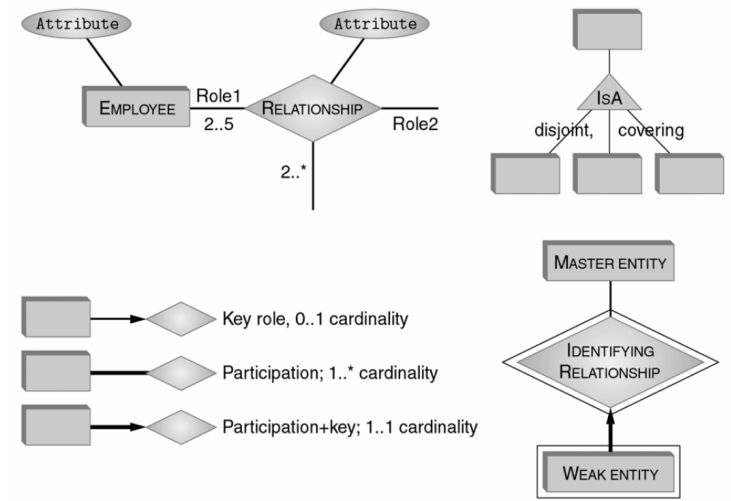 Attribute
Attribute
EMPLOYEE
Role1
2..5
RELATIONSHIP
Role2
2..*
ISA
disjoint, covering
Key role, 0..1 cardinality
Participation; 1..* cardinality
Participation+key; 1..1 cardinality
MASTER ENTITY
IDENTIFYING
RELATIONSHIP
WEAK ENTITY